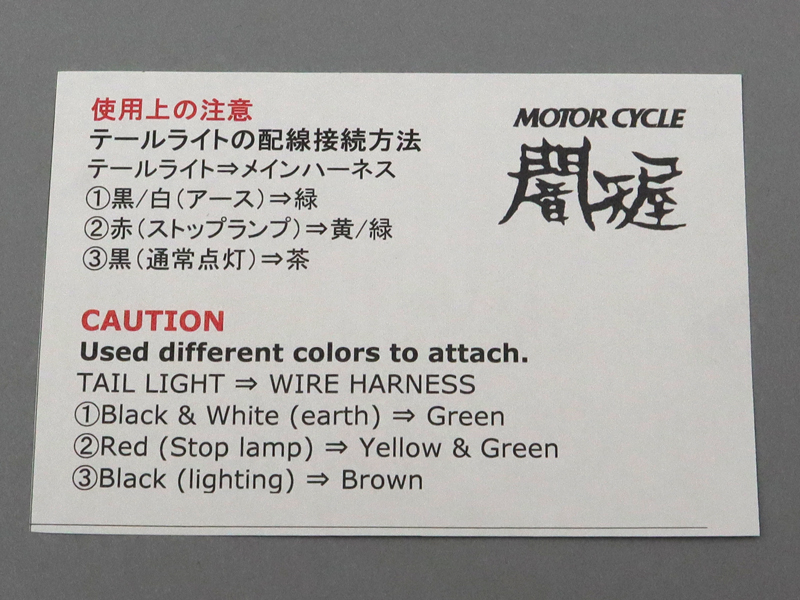 使用上の注意
テールライトの配線接続方法
テールライト⇒メインハーネス
①黒/白（アース）⇒緑
②赤（ストップランプ）⇒黄/緑
③黒（通常点灯）⇒茶
MOTOR CYCLE
闇矢屋
CAUTION
Used different colors to attach.
TAIL LIGHT ⇒ WIRE HARNESS
①Black & White (earth) ⇒ Green
②Red (Stop lamp) ⇒ Yellow & Green
③Black (lighting) ⇒ Brown